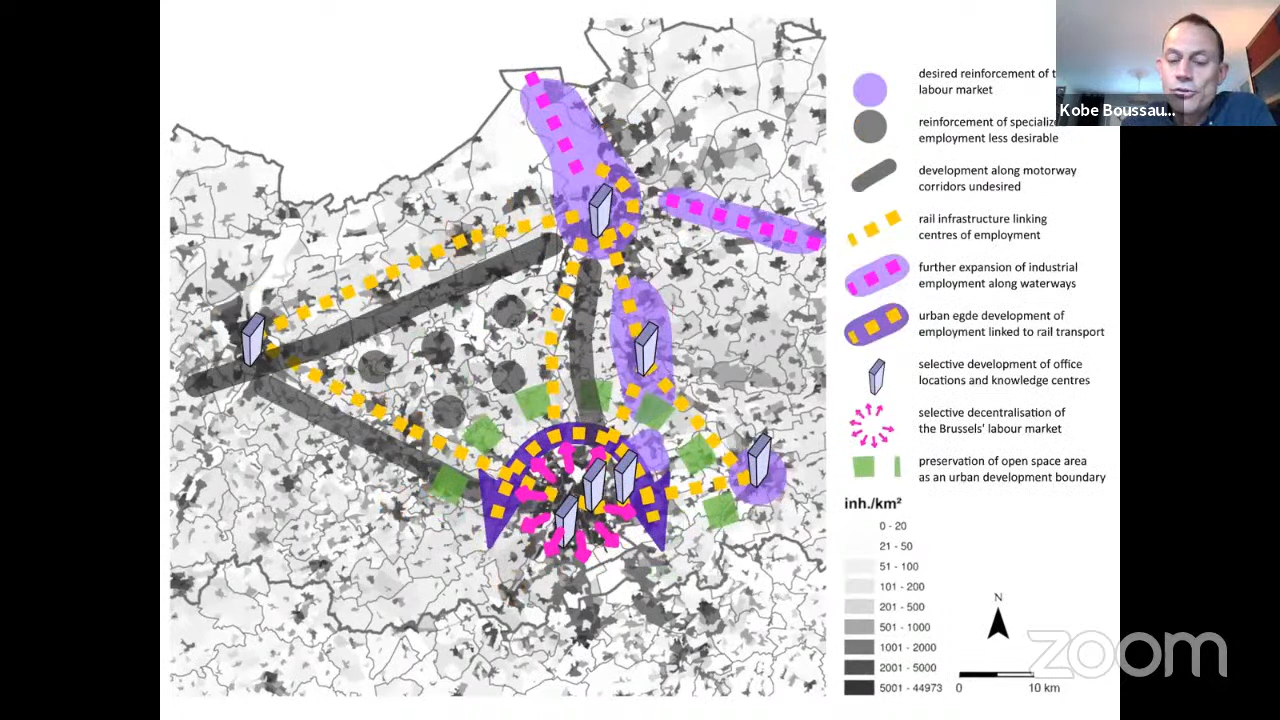 desired reinforcement of
labour market
reinforcement of
employment less desirable
development along motorway
corridors undesired
rail infrastructure linking
centres of employment
further expansion of industrial
employment along waterways
urban egde development of
employment linked to rail transport
selective development of office
locations and knowledge centres
selective decentralisation of
the Brussels' labour market
preservation of open space area
as an urban development boundary
inh./km²
0 - 20
21 - 50
51 - 100
101 - 200
201 - 500
501 - 1000
1001 - 2000
2001 - 5000
5001 - 44973
N
0 10 km
Kobe Boussau...
zoom